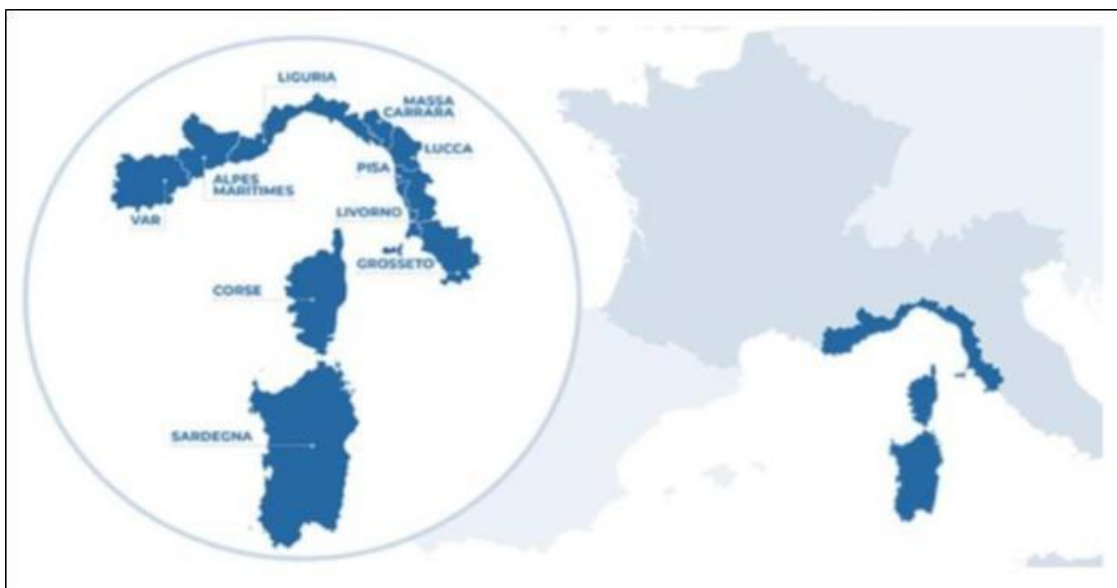 LIGURIA
MASSA
CARRARA
LUCCA
PISA
ALPES
MARITIMES
VAR
LIVORNO
GROSSETO
CORSE
SARDEGNA